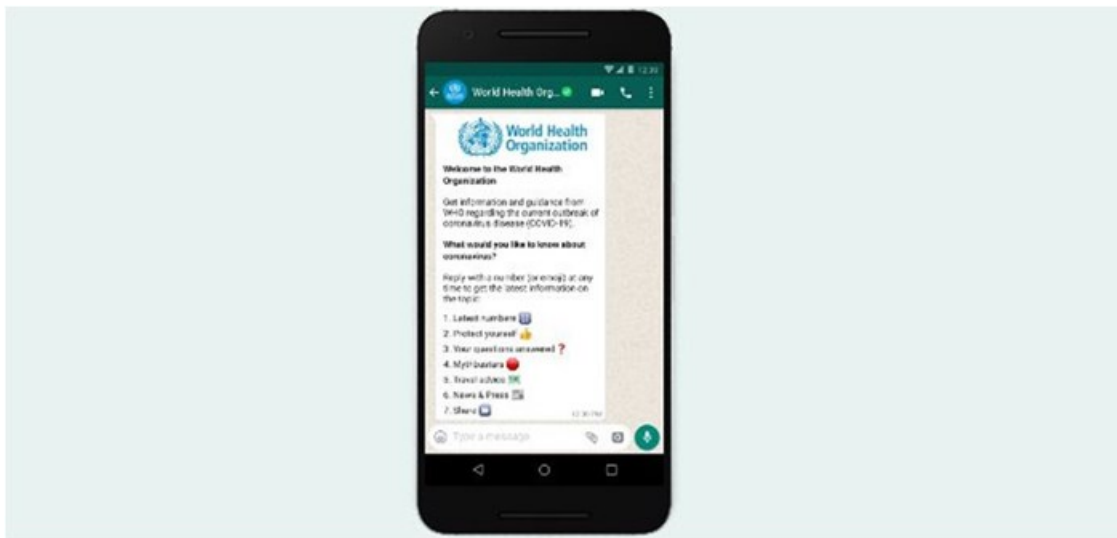 12:39
World Health Org...
World Health
Organization
Welcome to the World Health
Organization
Get information and guidance from
WHO regarding the current outbreak of
coronavirus disease (COVID-19).
What would you like to know about
coronavirus?
Reply with a number (or emoji) at any
time to get the latest information on
the topic:
1. Latest numbers
2. Protect yourself
3. Your questions answered
4. Mythbusters
5. Travel advice
6. News & Press
7. Share
Type a message